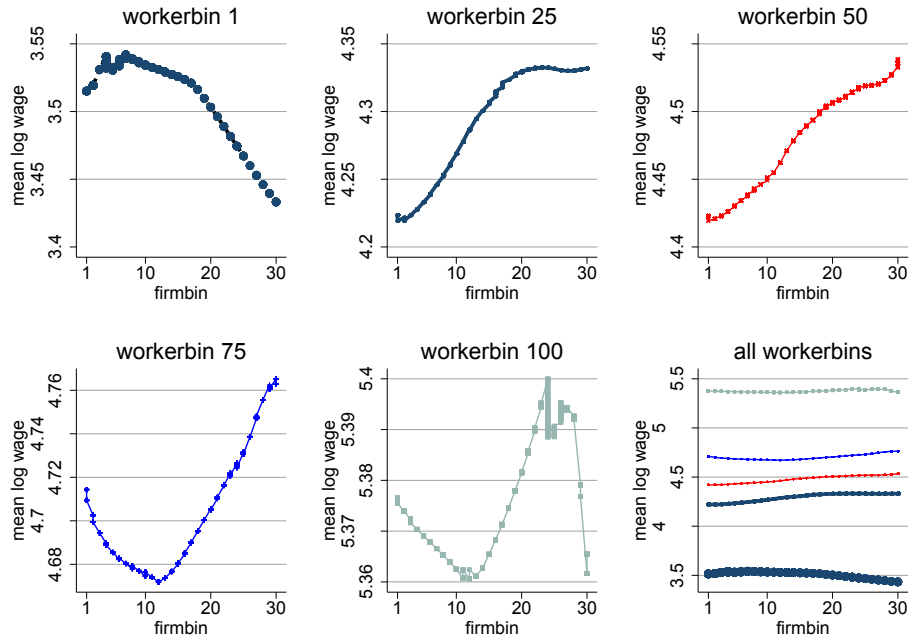 workerbin 1
mean log wage
3.55
3.5
3.45
3.4
1 10 20 30
firmbin
workerbin 25
mean log wage
4.35
4.3
4.25
4.2
1 10 20 30
firmbin
workerbin 50
mean log wage
4.55
4.5
4.45
4.4
1 10 20 30
firmbin
workerbin 75
mean log wage
4.76
4.74
4.72
4.7
4.68
1 10 20 30
firmbin
workerbin 100
mean log wage
5.4
5.39
5.38
5.37
5.36
1 10 20 30
firmbin
all workerbins
mean log wage
5.5
5
4.5
4
3.5
1 10 20 30
firmbin